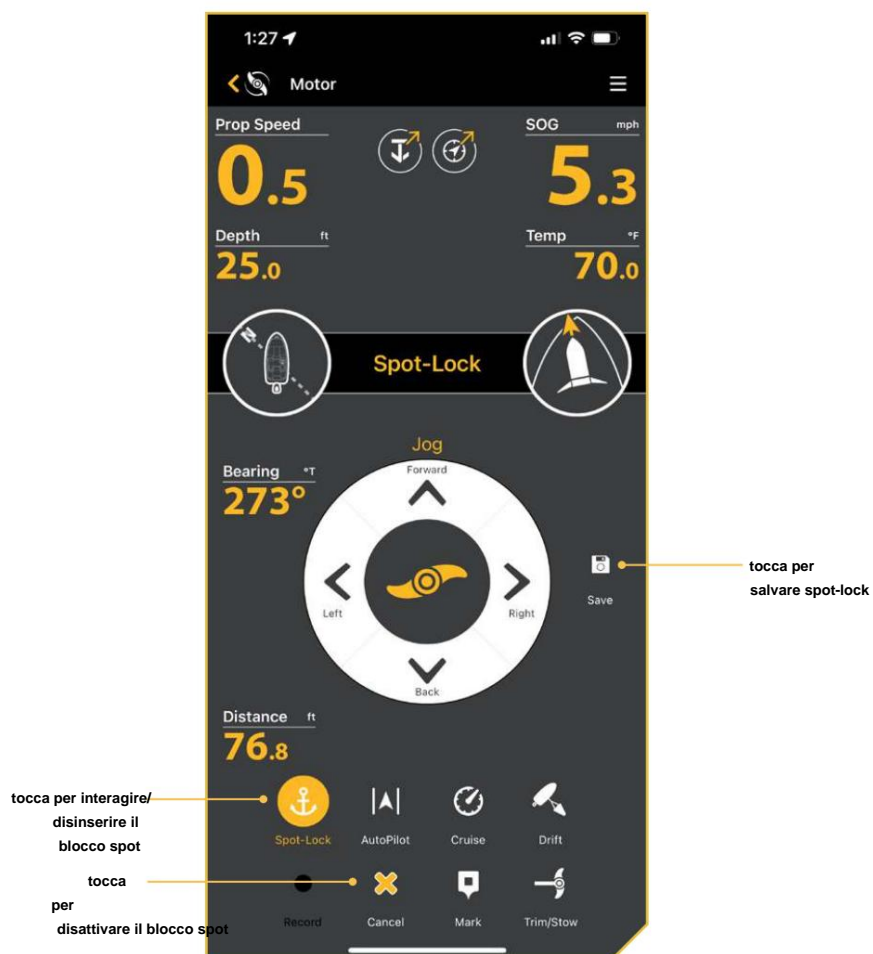 1:27
Motor
Prop Speed
SOG mph
0.5
5.3
Depth ft
Temp °F
25.0
70.0
N
Spot-Lock
Jog
Bearing °T
273°
Forward
Left
Right
Back
Save
tocca per
salvare spot-lock
Distance ft
76.8
tocca per interagire/
disinserire il
blocco spot
Spot-Lock
AutoPilot
Cruise
Drift
tocca
per
disattivare il blocco spot
Record
Cancel
Mark
Trim/Stow